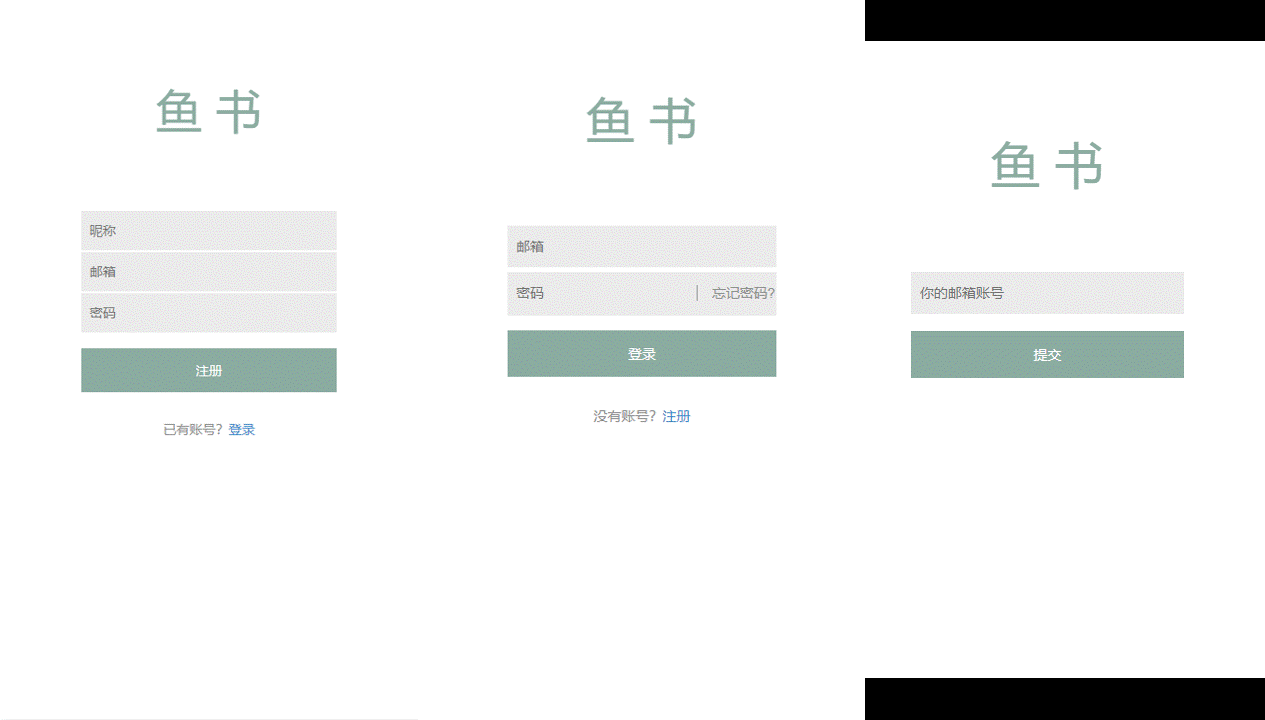 鱼书
昵称
邮箱
密码
注册
已有账号? 登录
鱼书
邮箱
密码 | 忘记密码?
登录
没有账号? 注册
鱼书
你的邮箱账号
提交